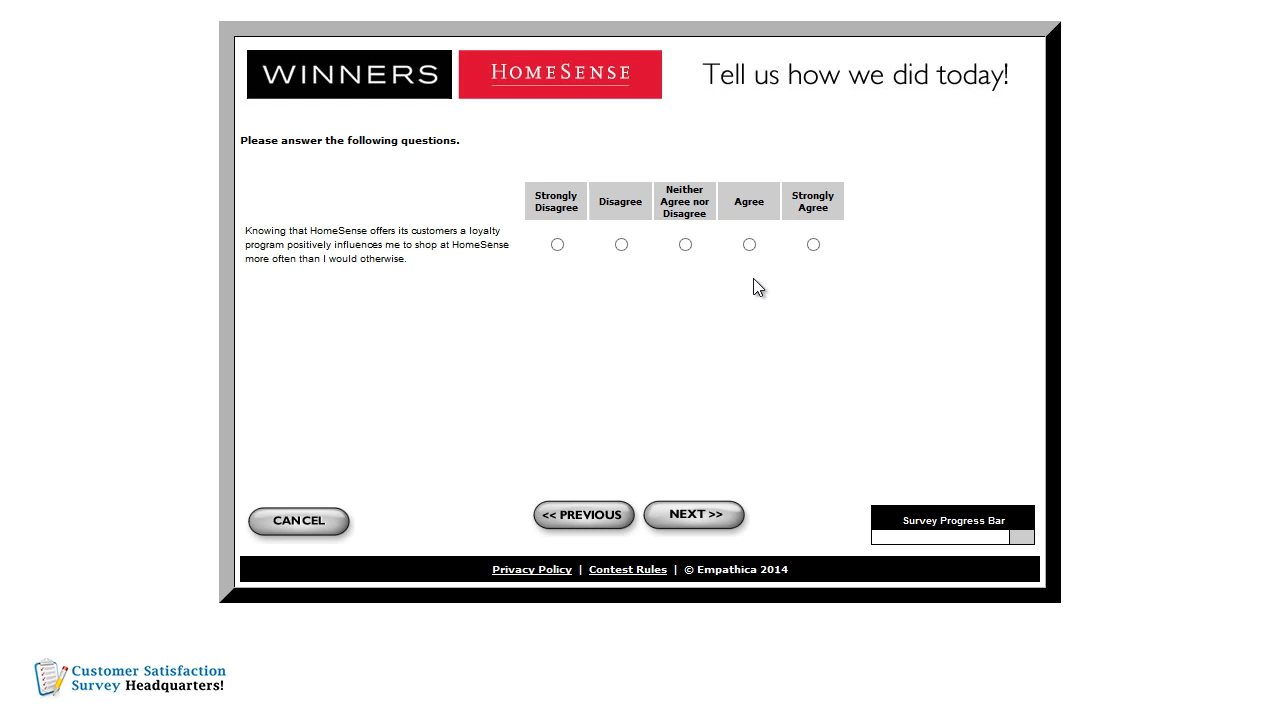 WINNERS HOMESENSE Tell us how we did today!
Please answer the following questions.
Strongly Disagree Disagree Neither Agree nor Disagree Agree Strongly Agree
Knowing that HomeSense offers its customers a loyalty
program positively influences me to shop at HomeSense
more often than I would otherwise.
CANCEL << PREVIOUS NEXT >> Survey Progress Bar
Privacy Policy | Contest Rules | © Empathica 2014
Customer Satisfaction
Survey Headquarters!